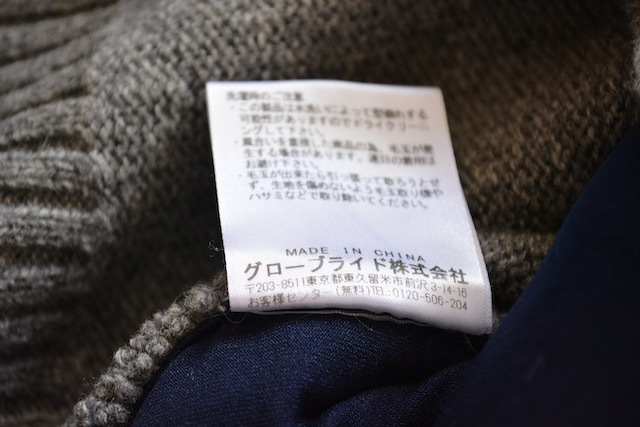 洗濯時のご注意
・この製品は水洗いによって型崩れする
可能性がありますのでドライクリーニ
ングして下さい。
・風合いを重視した商品の為、毛玉が発
生する場合があります。連日の着用は
お避け下さい。
・毛玉が出来たら引っ張って取ろうとせ
ず、生地を傷めないよう毛玉取り機や
ハサミなどで取り除いてください。
MADE IN CHINA
グローブライド株式会社
〒203-8511東京都東久留米市前沢3-14-16
お客様センター(無料)TEL:0120-506-204